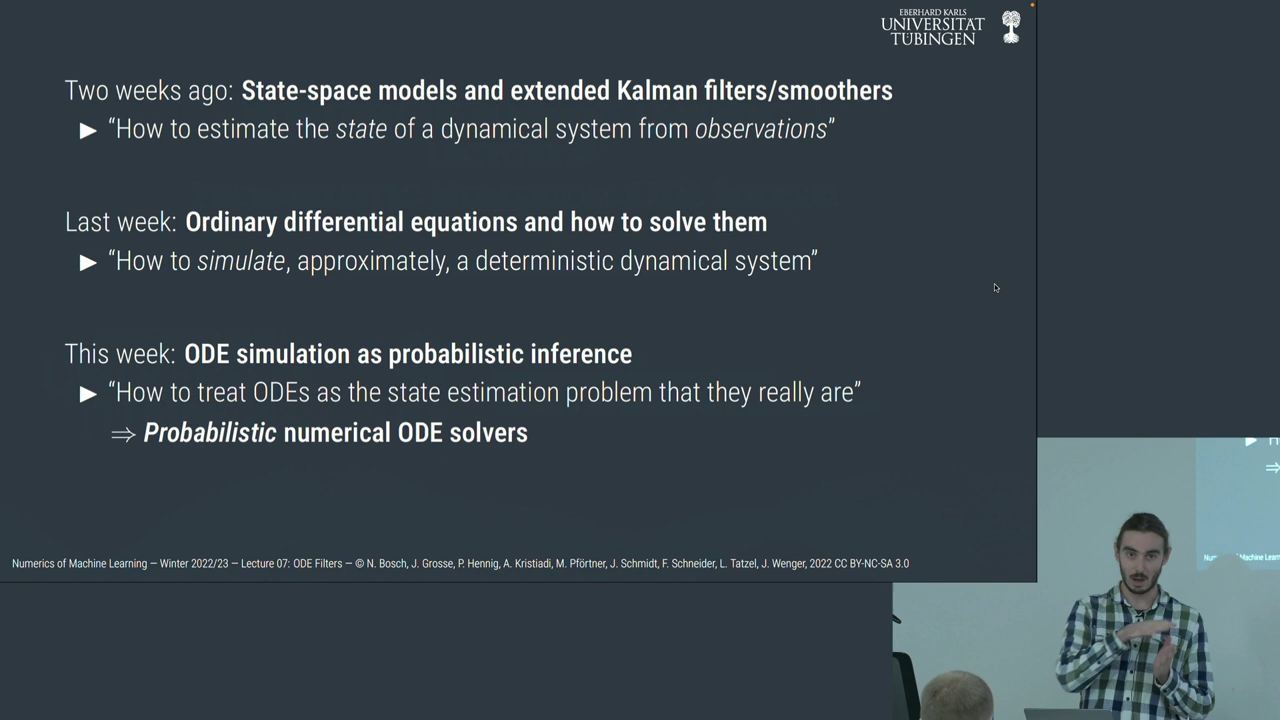 EBERHARD KARLS
UNIVERSITÄT
TÜBINGEN
Two weeks ago: State-space models and extended Kalman filters/smoothers
▶ “How to estimate the state of a dynamical system from observations”
Last week: Ordinary differential equations and how to solve them
▶ “How to simulate, approximately, a deterministic dynamical system”
This week: ODE simulation as probabilistic inference
▶ “How to treat ODEs as the state estimation problem that they really are”
⇒ Probabilistic numerical ODE solvers
Numerics of Machine Learning — Winter 2022/23 — Lecture 07: ODE Filters — © N. Bosch, J. Grosse, P. Hennig, A. Kristiadi, M. Pförtner, J. Schmidt, F. Schneider, L. Tatzel, J. Wenger, 2022 CC BY-NC-SA 3.0